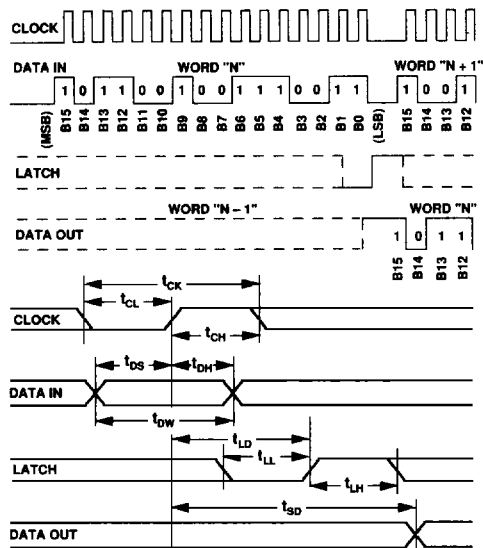 CLOCK
DATA IN
WORD "N"
WORD "N + 1"
1 0 1 1 0 0 1 0 0 1 1 1 0 0 1 1 1 0 0 1
(MSB) B15 B14 B13 B12 B11 B10 B9 B8 B7 B6 B5 B4 B3 B2 B1 B0 (LSB) B15 B14 B13 B12
LATCH
WORD "N – 1"
WORD "N"
DATA OUT
1 0 1 1
B15 B14 B13 B12
tCK
tCL
CLOCK
tCH
tDS tDH
DATA IN
tDW
tLD
tLL
LATCH
tLH
tSD
DATA OUT